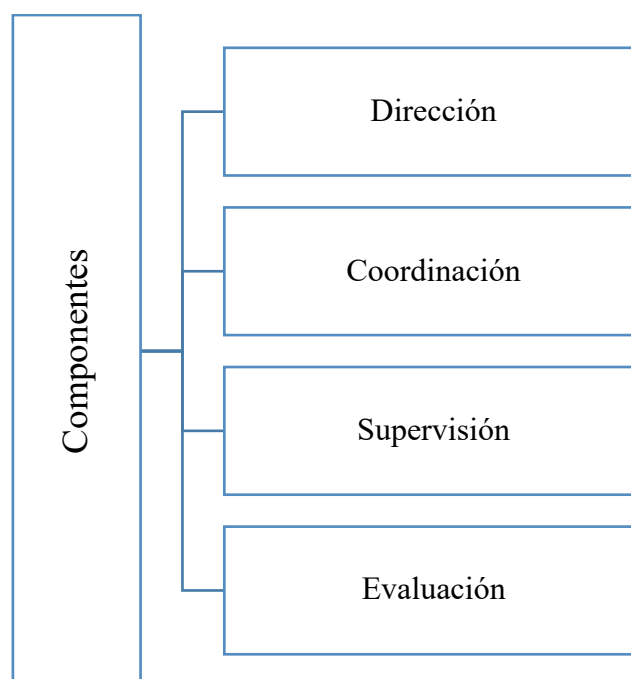 Componentes
Dirección
Coordinación
Supervisión
Evaluación